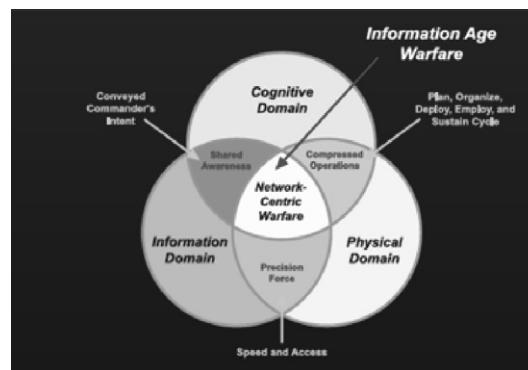 Information Age
Warfare
Cognitive
Domain
Conveyed
Commander's
Intent
Plan, Organize,
Deploy, Employ, and
Sustain Cycle
Shared
Awareness
Compressed
Operations
Network-
Centric
Warfare
Information
Domain
Physical
Domain
Precision
Force
Speed and Access